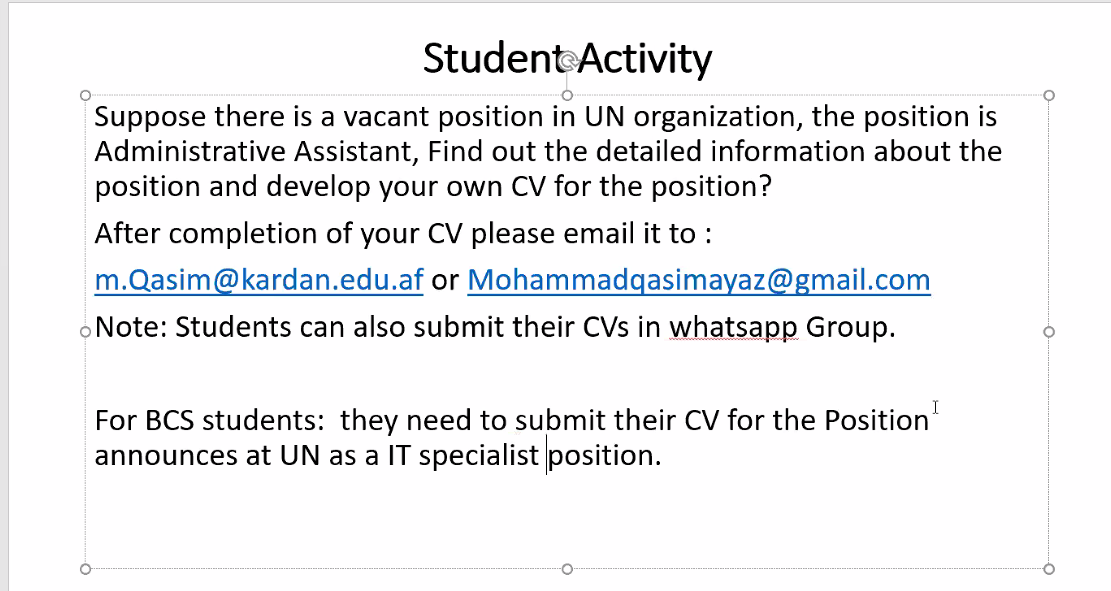 Student Activity
Suppose there is a vacant position in UN organization, the position is
Administrative Assistant, Find out the detailed information about the
position and develop your own CV for the position?
After completion of your CV please email it to :
m.Qasim@kardan.edu.af or Mohammadqasimayaz@gmail.com
Note: Students can also submit their CVs in whatsapp Group.
For BCS students:  they need to submit their CV for the Position
announces at UN as a IT specialist position.